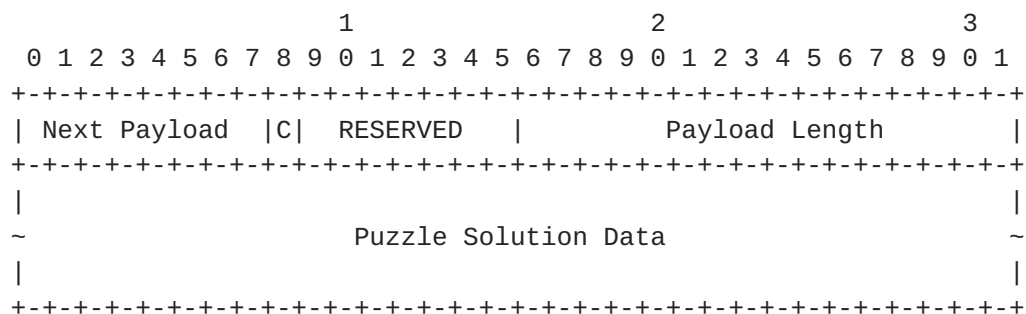 1                   2                   3
 0 1 2 3 4 5 6 7 8 9 0 1 2 3 4 5 6 7 8 9 0 1 2 3 4 5 6 7 8 9 0 1
+-+-+-+-+-+-+-+-+-+-+-+-+-+-+-+-+-+-+-+-+-+-+-+-+-+-+-+-+-+-+-+-+
| Next Payload  |C|  RESERVED   |         Payload Length        |
+-+-+-+-+-+-+-+-+-+-+-+-+-+-+-+-+-+-+-+-+-+-+-+-+-+-+-+-+-+-+-+-+
|                                                               |
~                     Puzzle Solution Data                      ~
|                                                               |
+-+-+-+-+-+-+-+-+-+-+-+-+-+-+-+-+-+-+-+-+-+-+-+-+-+-+-+-+-+-+-+-+